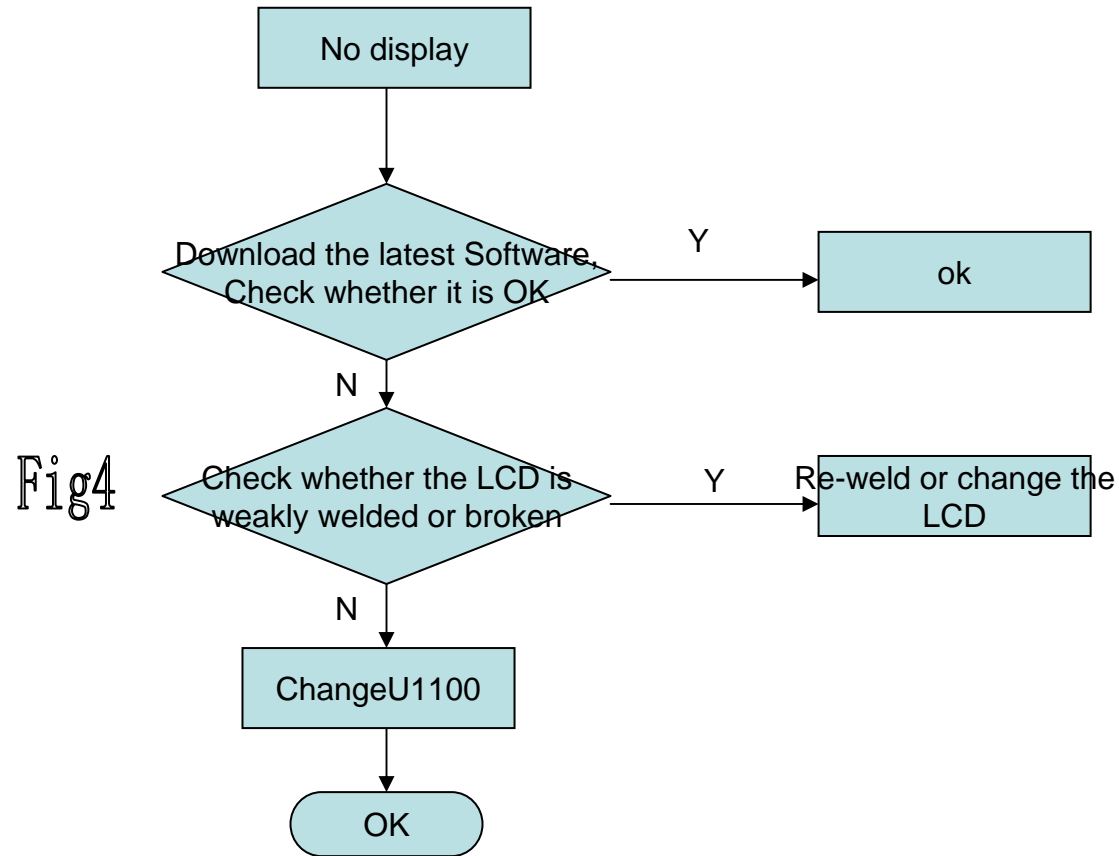 No display
Download the latest Software,
Check whether it is OK
Y
ok
N
Fig4
Check whether the LCD is
weakly welded or broken
Y
Re-weld or change the
LCD
N
ChangeU1100
OK